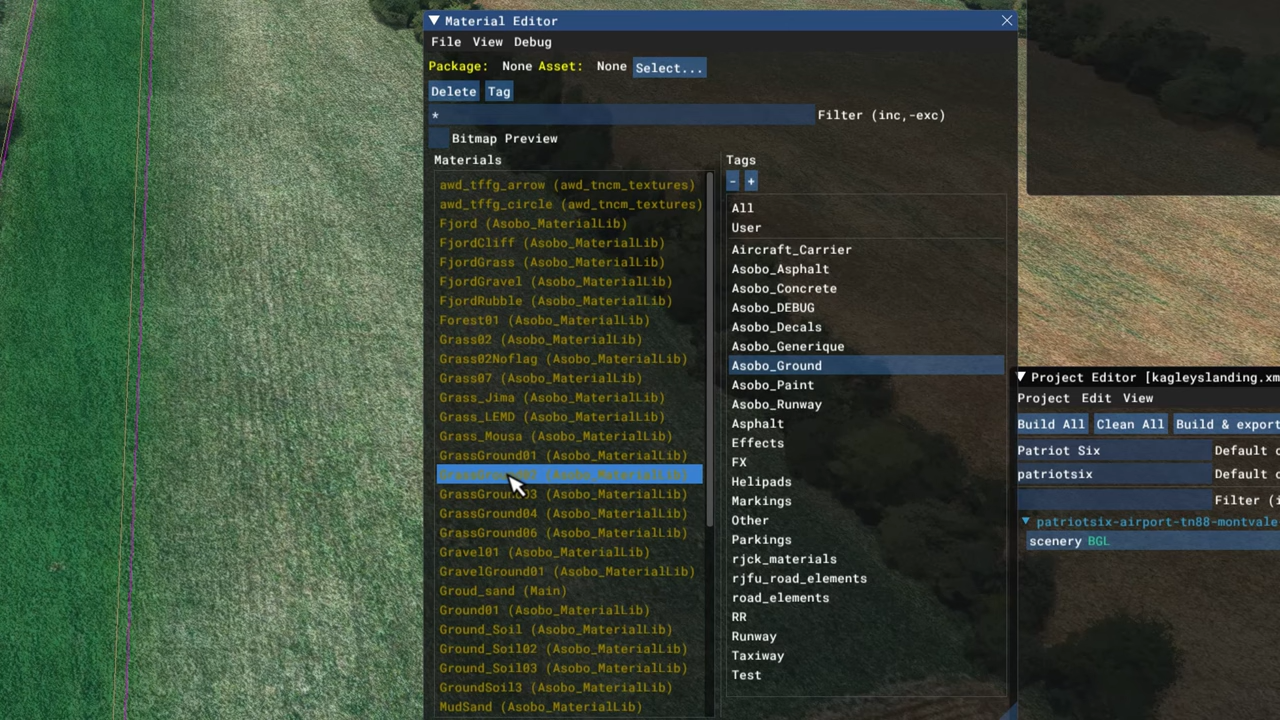 Material Editor
File View Debug
Package: None Asset: None Select...
Delete Tag
* Filter (inc,-exc)
Bitmap Preview
Materials
awd_tffg_arrow (awd_tncm_textures)
awd_tffg_circle (awd_tncm_textures)
Fjord (Asobo_MaterialLib)
FjordCliff (Asobo_MaterialLib)
FjordGrass (Asobo_MaterialLib)
FjordGravel (Asobo_MaterialLib)
FjordRubble (Asobo_MaterialLib)
Forest01 (Asobo_MaterialLib)
Grass02 (Asobo_MaterialLib)
Grass02Noflag (Asobo_MaterialLib)
Grass07 (Asobo_MaterialLib)
Grass_Jima (Asobo_MaterialLib)
Grass_LEMD (Asobo_MaterialLib)
Grass_Mousa (Asobo_MaterialLib)
GrassGround01 (Asobo_MaterialLib)
(Asobo_MaterialLib)
GrassGround03 (Asobo_MaterialLib)
GrassGround04 (Asobo_MaterialLib)
GrassGround06 (Asobo_MaterialLib)
Gravel01 (Asobo_MaterialLib)
GravelGround01 (Asobo_MaterialLib)
Groud_sand (Main)
Ground01 (Asobo_MaterialLib)
Ground_Soil (Asobo_MaterialLib)
Ground_Soil02 (Asobo_MaterialLib)
Ground_Soil03 (Asobo_MaterialLib)
GroundSoil3 (Asobo_MaterialLib)
MudSand (Asobo_MaterialLib)
Tags
- +
All
User
Aircraft_Carrier
Asobo_Asphalt
Asobo_Concrete
Asobo_DEBUG
Asobo_Decals
Asobo_Generique
Asobo_Ground
Asobo_Paint
Asobo_Runway
Asphalt
Effects
FX
Helipads
Markings
Other
Parkings
rjck_materials
rjfu_road_elements
road_elements
RR
Runway
Taxiway
Test
Project Editor [kagleyslanding.xm
Project Edit View
Build All Clean All Build & export
Patriot Six Default c
patriotsix Default c
Filter (i
patriotsix-airport-tn88-montvale
scenery BGL